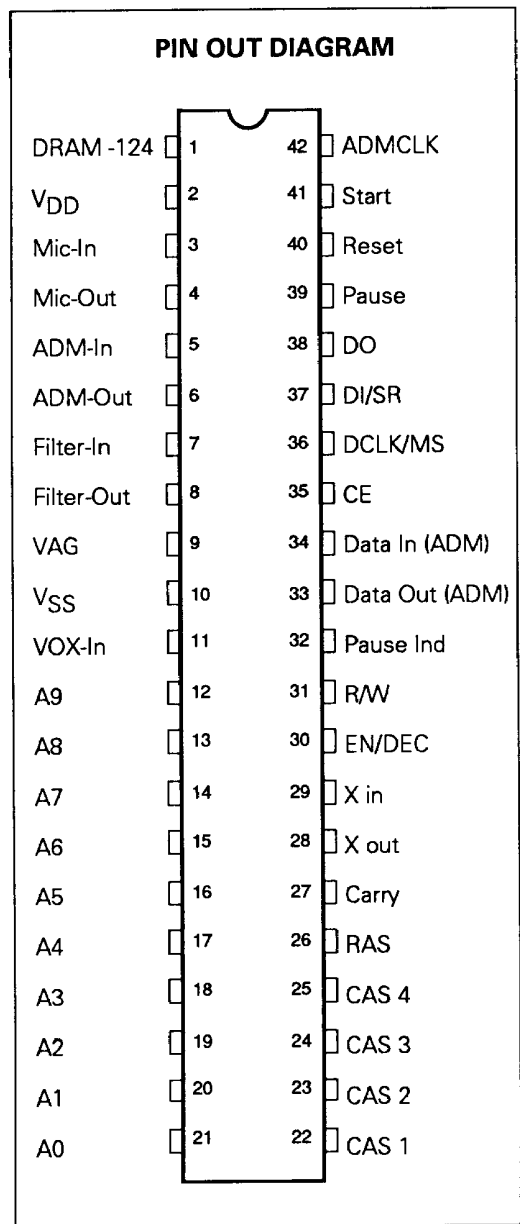 PIN OUT DIAGRAM
DRAM -124 1 42 ADMCLK
VDD 2 41 Start
Mic-In 3 40 Reset
Mic-Out 4 39 Pause
ADM-In 5 38 DO
ADM-Out 6 37 DI/SR
Filter-In 7 36 DCLK/MS
Filter-Out 8 35 CE
VAG 9 34 Data In (ADM)
VSS 10 33 Data Out (ADM)
VOX-In 11 32 Pause Ind
A9 12 31 R/W
A8 13 30 EN/DEC
A7 14 29 X in
A6 15 28 X out
A5 16 27 Carry
A4 17 26 RAS
A3 18 25 CAS 4
A2 19 24 CAS 3
A1 20 23 CAS 2
A0 21 22 CAS 1